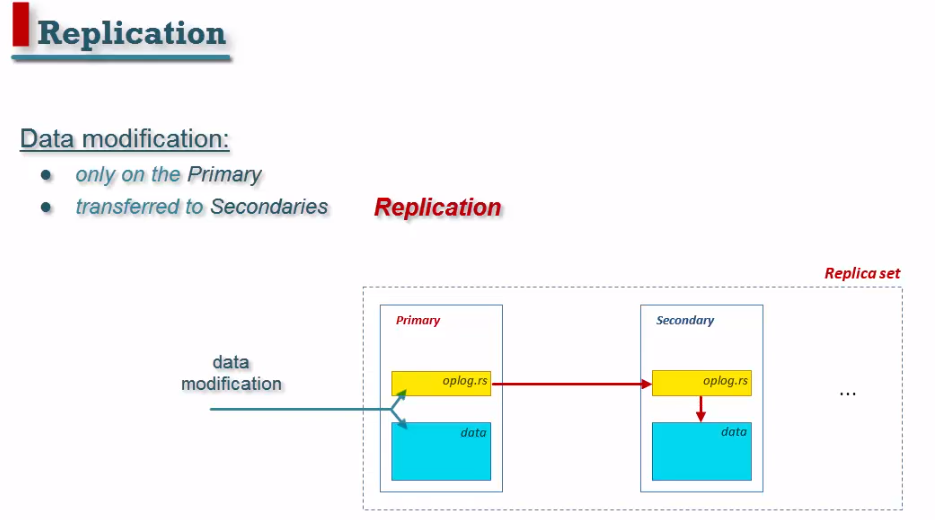 Replication
Data modification:
● only on the Primary
● transferred to Secondaries
Replication
Replica set
Primary
Secondary
data
modification
oplog.rs
oplog.rs
...
data
data